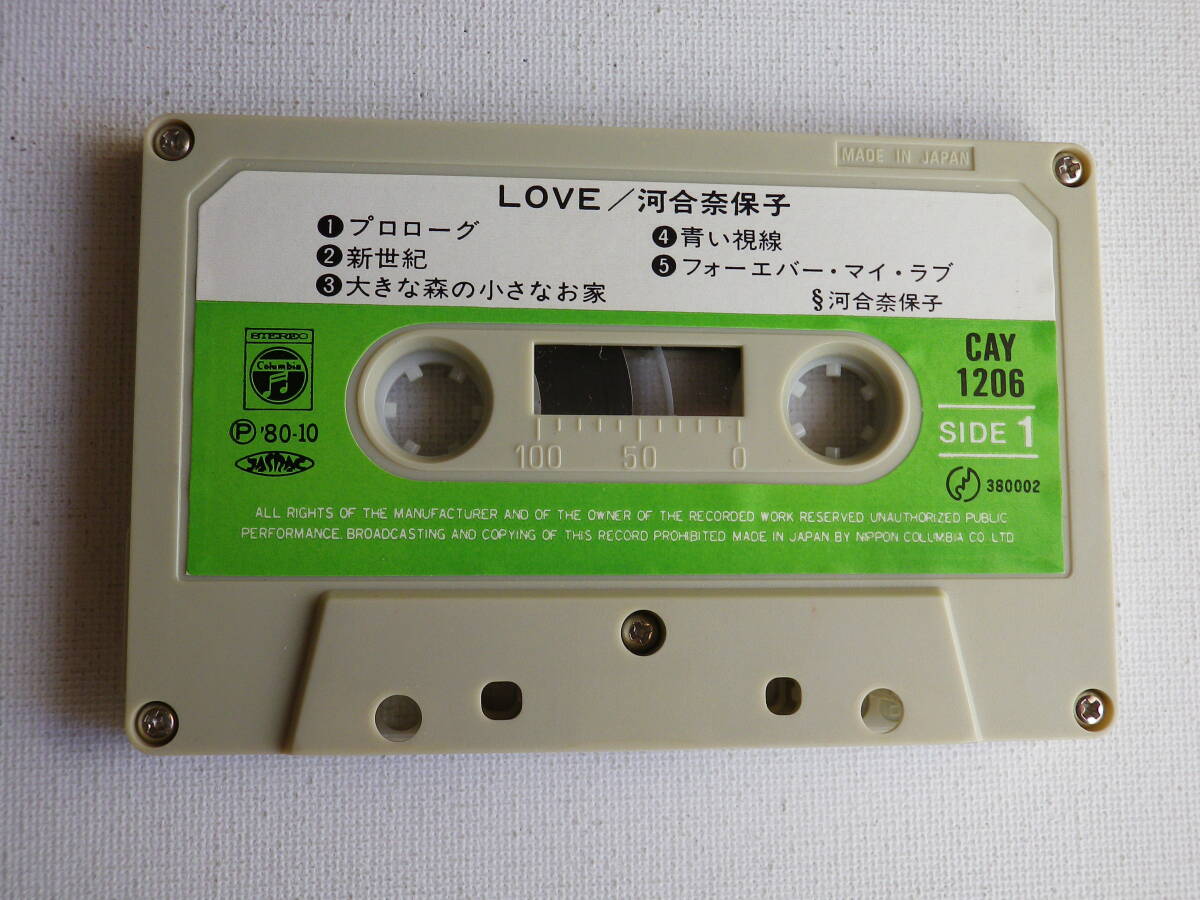 MADE IN JAPAN
LOVE／河合奈保子
❶プロローグ
❷新世紀
❸大きな森の小さなお家
❹青い視線
❺フォーエバー・マイ・ラブ
§河合奈保子
STEREO
Columbia
Ⓟ'80-10
JASRAC
100 50 0
CAY
1206
SIDE 1
380002
ALL RIGHTS OF THE MANUFACTURER AND OF THE OWNER OF THE RECORDED WORK RESERVED UNAUTHORIZED PUBLIC
PERFORMANCE. BROADCASTING AND COPYING OF THIS RECORD PROHIBITED MADE IN JAPAN BY NIPPON COLUMBIA CO LTD